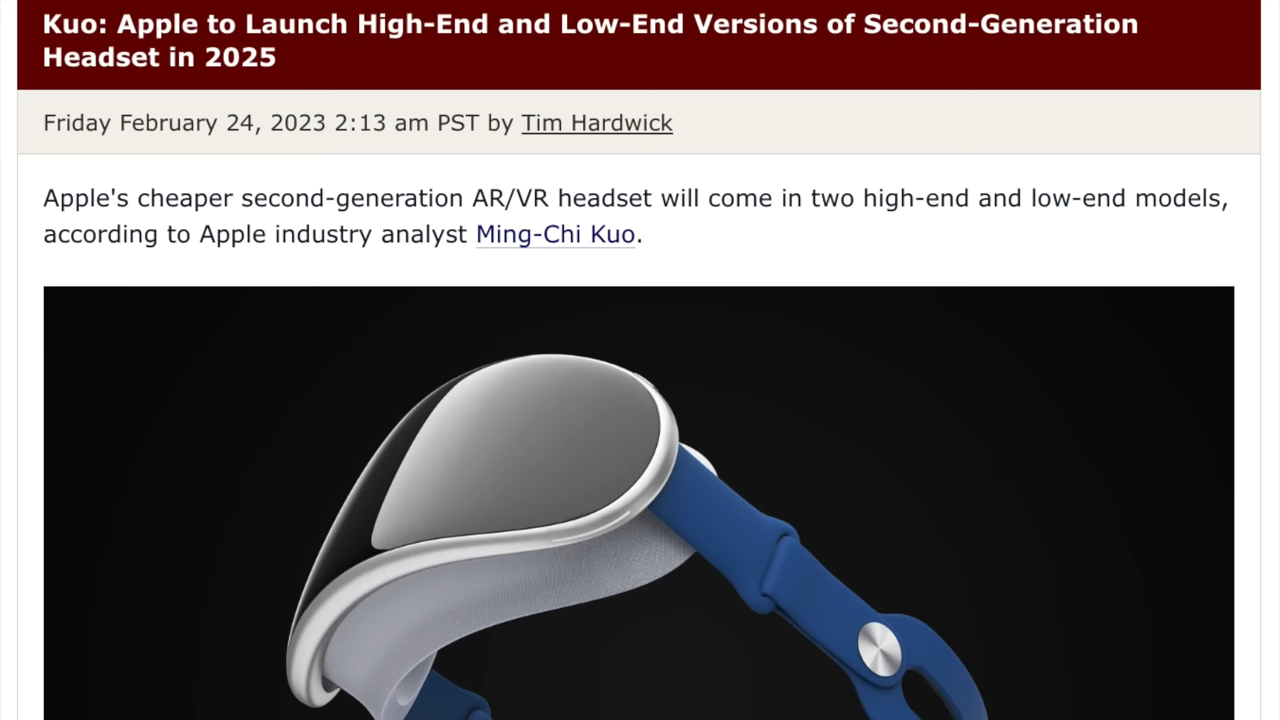 Kuo: Apple to Launch High-End and Low-End Versions of Second-Generation
Headset in 2025
Friday February 24, 2023 2:13 am PST by Tim Hardwick
Apple's cheaper second-generation AR/VR headset will come in two high-end and low-end models,
according to Apple industry analyst Ming-Chi Kuo.